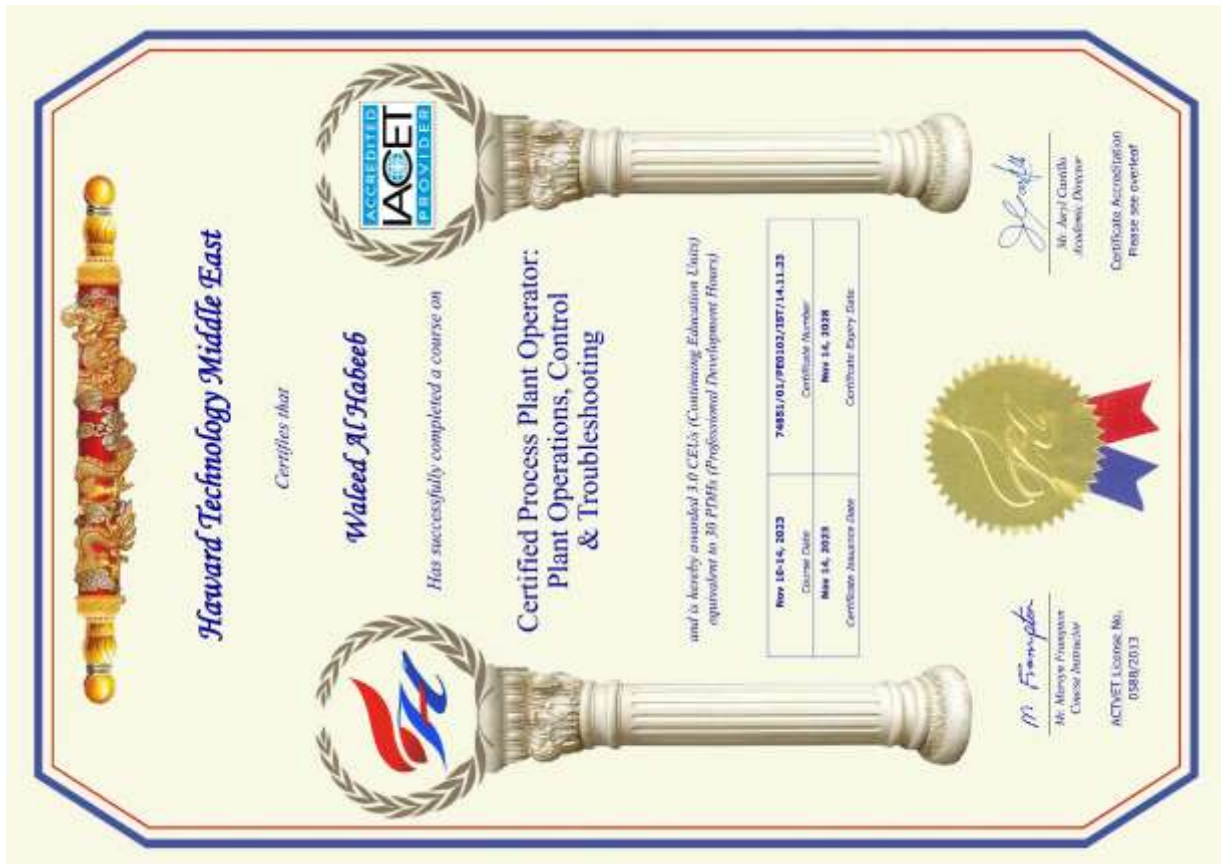 Haward Technology Middle East
Certifies that
Waleed Al Habeeb
Has successfully completed a course on
Certified Process Plant Operator:
Plant Operations, Control
& Troubleshooting
and is hereby awarded 3.0 CEUs (Continuing Education Units)
equivalent to 30 PDHs (Professional Development Hours)
Nov 10-14, 2023
Course Date
74851/01/PE0102/IST/14.11.23
Certificate Number
Nov 14, 2023
Certificate Issuance Date
Nov 14, 2028
Certificate Expiry Date
ACCREDITED
IACET
PROVIDER
M Frampton
Mr. Mervyn Frampton
Course Instructor
ACTVET License No.
Mr. Jaryl Castillo
Academic Director
Certificate Accreditation
Please see overleaf